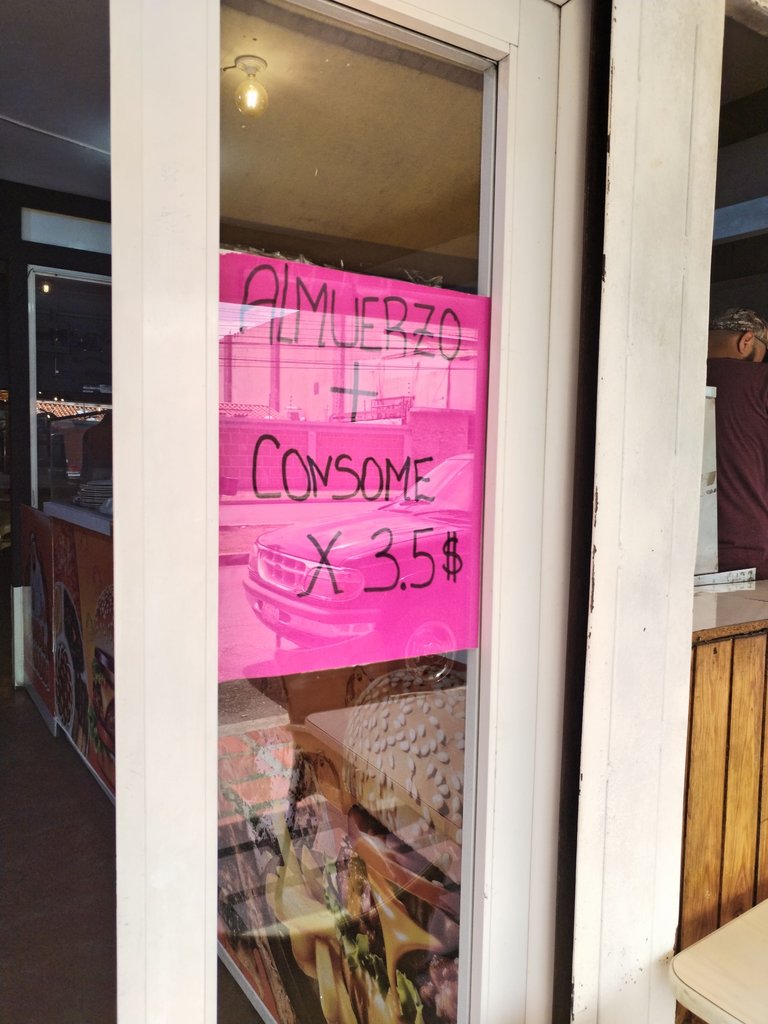 ALMUERZO
+
CONSOME
X 3.5$